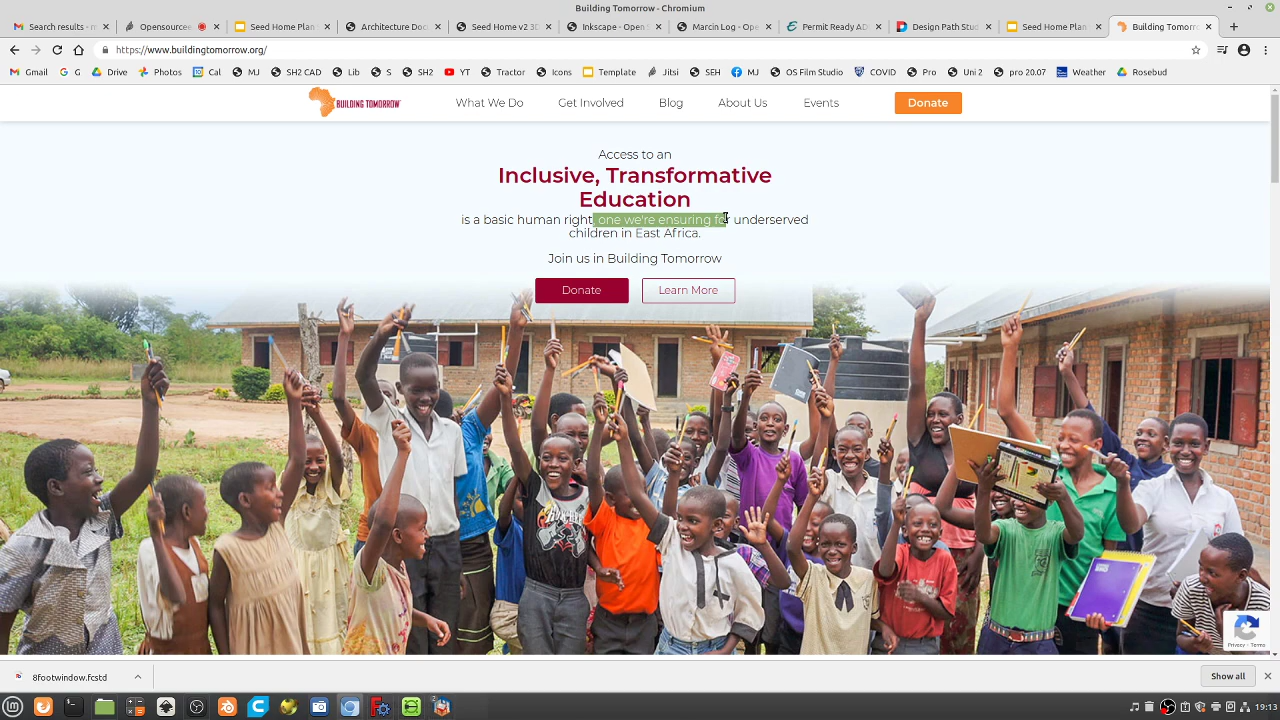 Building Tomorrow - Chromium
Search results - m
Opensourcee
Seed Home Plan
Architecture Doc
Seed Home v2 3D
Inkscape - Open S
Marcin Log - Ope
Permit Ready AD
Design Path Stud
Seed Home Plan
Building Tomorr
https://www.buildingtomorrow.org/
Gmail
G
Drive
Photos
Cal
MJ
SH2 CAD
Lib
S
SH2
YT
Tractor
Icons
Template
Jitsi
SEH
MJ
OS Film Studio
COVID
Pro
Uni 2
pro 20.07
Weather
Rosebud
BUILDING TOMORROW
What We Do
Get Involved
Blog
About Us
Events
Donate
Access to an
Inclusive, Transformative
Education
is a basic human right, one we're ensuring for underserved
children in East Africa.
Join us in Building Tomorrow
Donate
Learn More
Privacy - Terms
8footwindow.fcstd
Show all
19:13